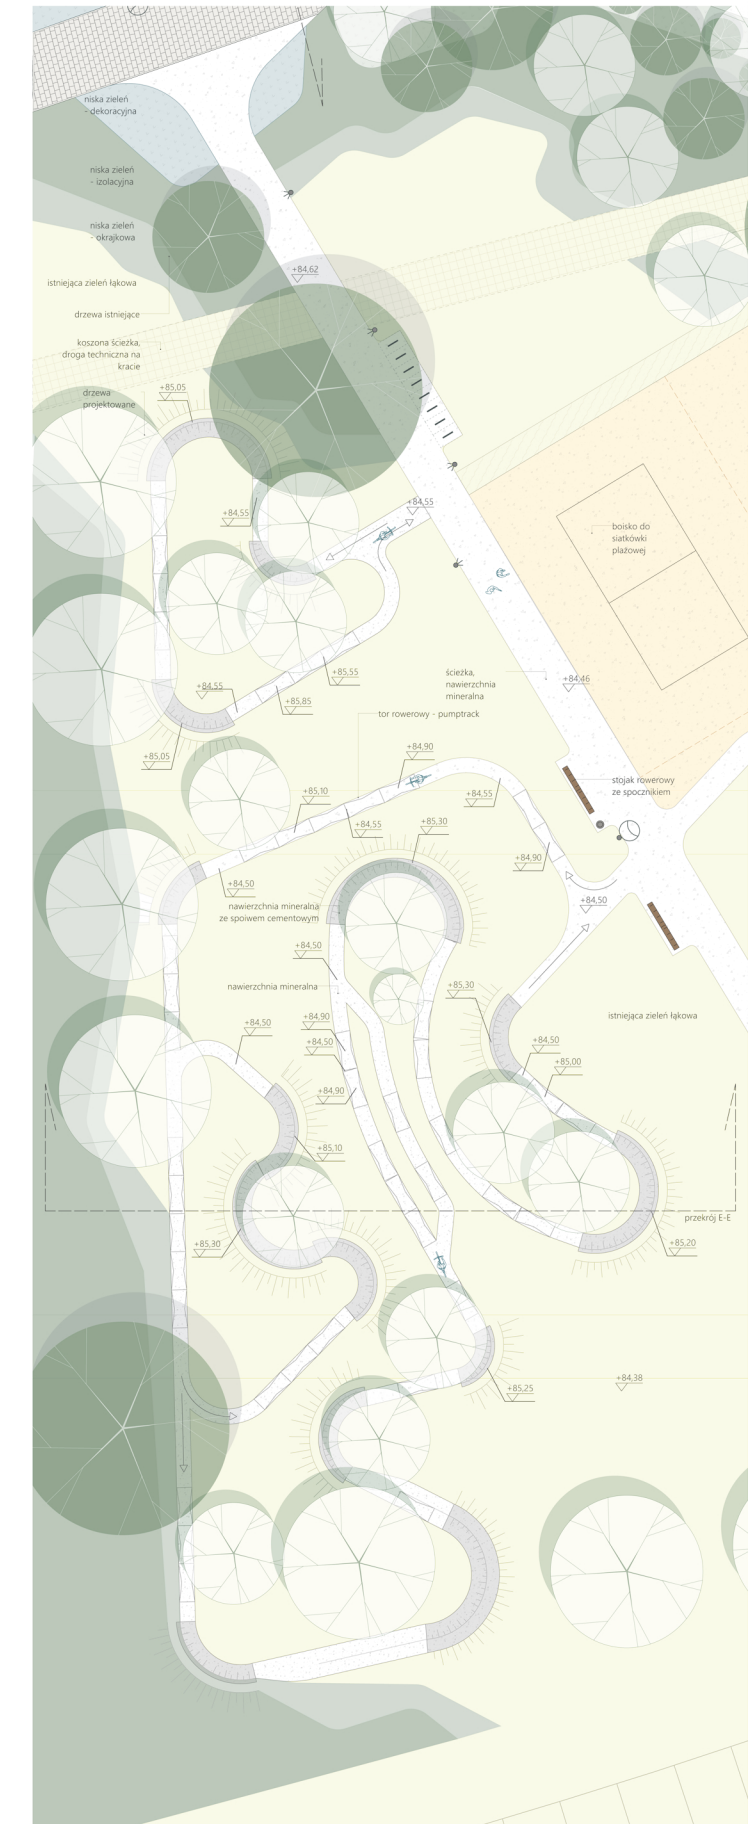 niska zieleń
- dekoracyjna
niska zieleń
- izolacyjna
niska zieleń
- okrajkowa
+84,62
istniejąca zieleń łąkowa
drzewa istniejące
koszona ścieżka,
droga techniczna na
kracie
drzewa
projektowane
+85,05
+84,55
+84,55
boisko do
siatkówki
plażowej
ścieżka,
nawierzchnia
mineralna
+84,46
+84,55
+85,55
+85,85
tor rowerowy - pumptrack
+85,05
+84,90
stojak rowerowy
ze spocznikiem
+85,10
+84,55
+84,55
+85,30
+84,90
+84,50
+84,50
nawierzchnia mineralna
ze spoiwem cementowym
+84,50
nawierzchnia mineralna
+85,30
istniejąca zieleń łąkowa
+84,50
+84,90
+84,50
+84,50
+85,00
+84,90
+85,10
przekrój E-E
+85,30
+85,20
+84,38
+85,25